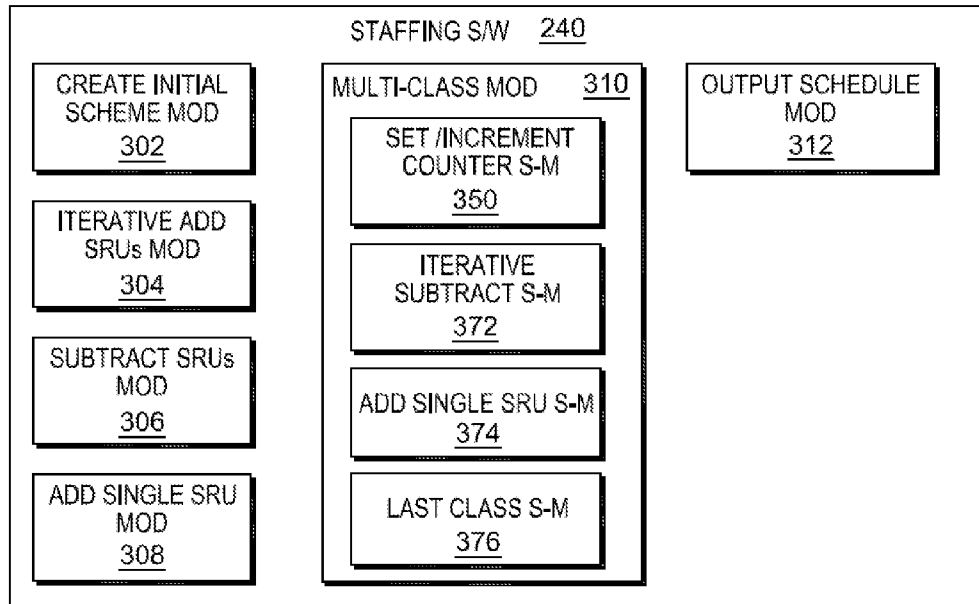 STAFFING S/W 240
CREATE INITIAL
SCHEME MOD
302
ITERATIVE ADD
SRUs MOD
304
SUBTRACT SRUs
MOD
306
ADD SINGLE SRU
MOD
308
MULTI-CLASS MOD 310
SET /INCREMENT
COUNTER S-M
350
ITERATIVE
SUBTRACT S-M
372
ADD SINGLE SRU S-M
374
LAST CLASS S-M
376
OUTPUT SCHEDULE
MOD
312